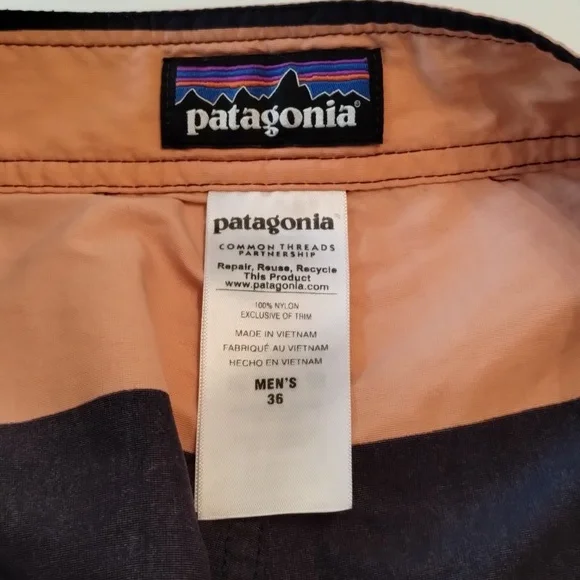 patagonia®
patagonia®
COMMON THREADS
PARTNERSHIP
Repair, Reuse, Recycle
This Product
www.patagonia.com
100% NYLON
EXCLUSIVE OF TRIM
MADE IN VIETNAM
FABRIQUÉ AU VIETNAM
HECHO EN VIETNAM
MEN'S
36